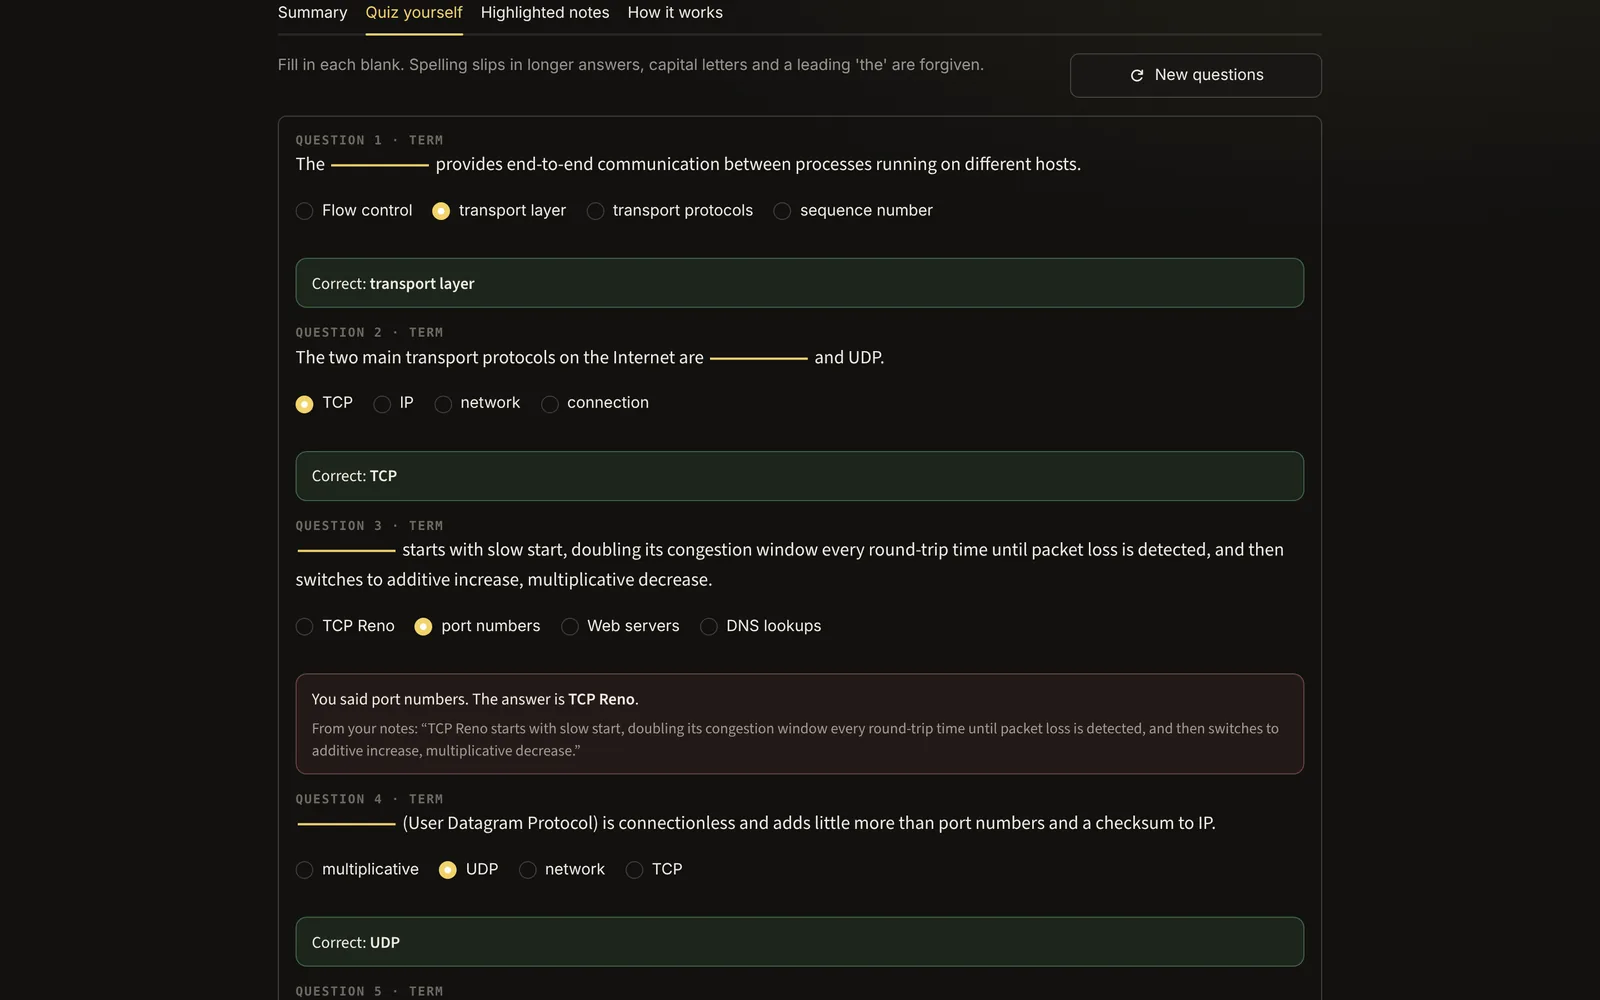 Summary Quiz yourself Highlighted notes How it works
Fill in each blank. Spelling slips in longer answers, capital letters and a leading 'the' are forgiven.
New questions
QUESTION 1 · TERM
The provides end-to-end communication between processes running on different hosts.
Flow control transport layer transport protocols sequence number
Correct: transport layer
QUESTION 2 · TERM
The two main transport protocols on the Internet are and UDP.
TCP IP network connection
Correct: TCP
QUESTION 3 · TERM
starts with slow start, doubling its congestion window every round-trip time until packet loss is detected, and then
switches to additive increase, multiplicative decrease.
TCP Reno port numbers Web servers DNS lookups
You said port numbers. The answer is TCP Reno.
From your notes: “TCP Reno starts with slow start, doubling its congestion window every round-trip time until packet loss is detected, and then switches to
additive increase, multiplicative decrease.”
QUESTION 4 · TERM
(User Datagram Protocol) is connectionless and adds little more than port numbers and a checksum to IP.
multiplicative UDP network TCP
Correct: UDP
QUESTION 5 · TERM